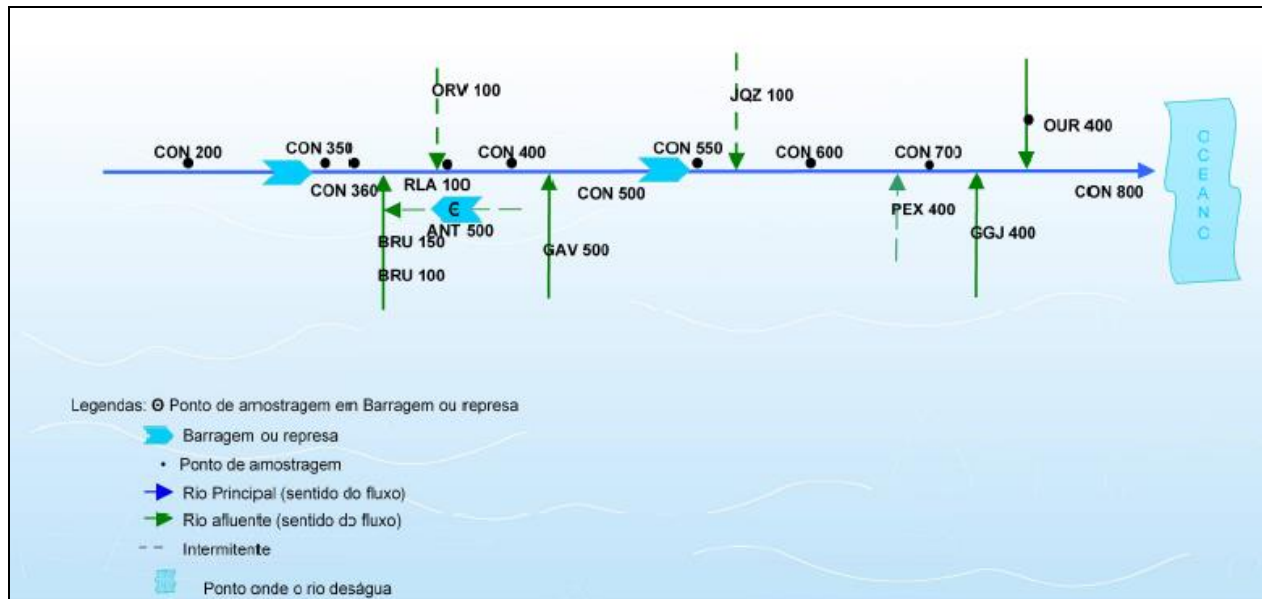 ORV 100
JQZ 100
OUR 400
CON 200
CON 350
CON 400
CON 550
CON 600
CON 700
CON 360
RLA 100
CON 500
CON 800
ANT 500
PEX 400
BRU 150
GAV 500
GGJ 400
BRU 100
OCEANO
Legendas: ϴ Ponto de amostragem em Barragem ou represa
Barragem ou represa
Ponto de amostragem
Rio Principal (sentido do fluxo)
Rio afluente (sentido do fluxo)
Intermitente
Ponto onde o rio deságua